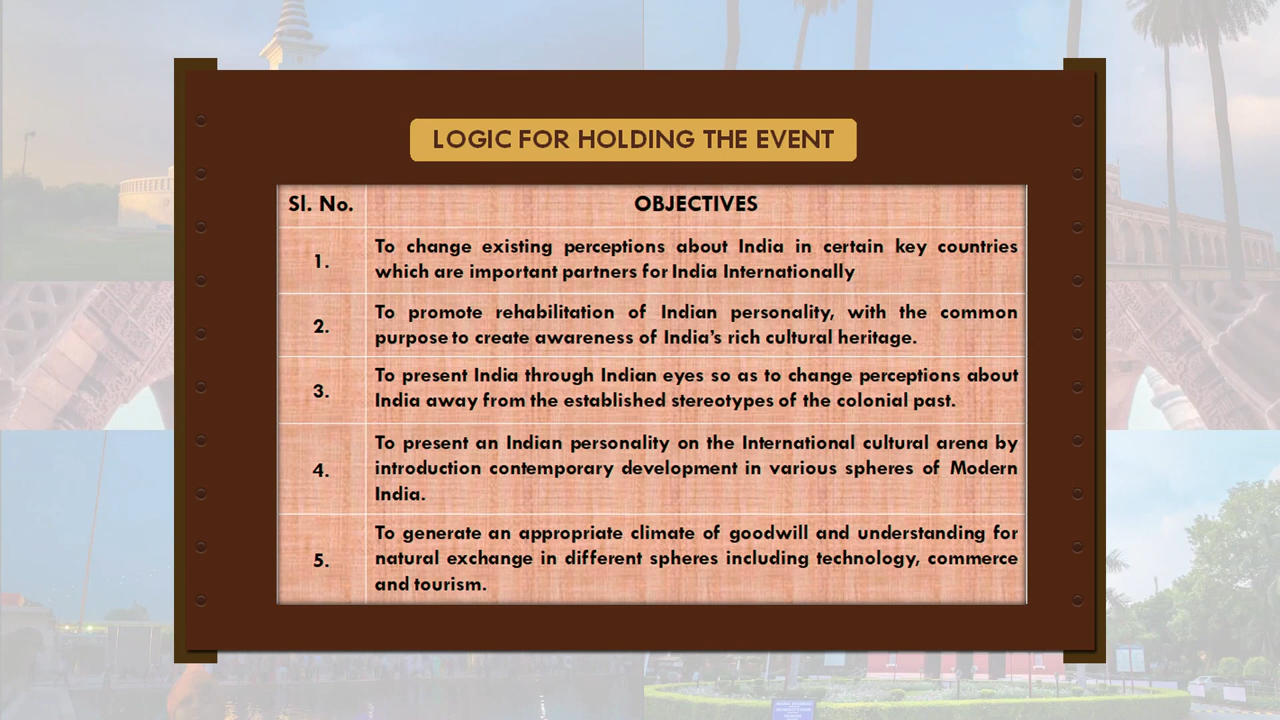 LOGIC FOR HOLDING THE EVENT
Sl. No.
OBJECTIVES
1.
To change existing perceptions about India in certain key countries
which are important partners for India Internationally
2.
To promote rehabilitation of Indian personality, with the common
purpose to create awareness of India’s rich cultural heritage.
3.
To present India through Indian eyes so as to change perceptions about
India away from the established stereotypes of the colonial past.
4.
To present an Indian personality on the International cultural arena by
introduction contemporary development in various spheres of Modern
India.
5.
To generate an appropriate climate of goodwill and understanding for
natural exchange in different spheres including technology, commerce
and tourism.